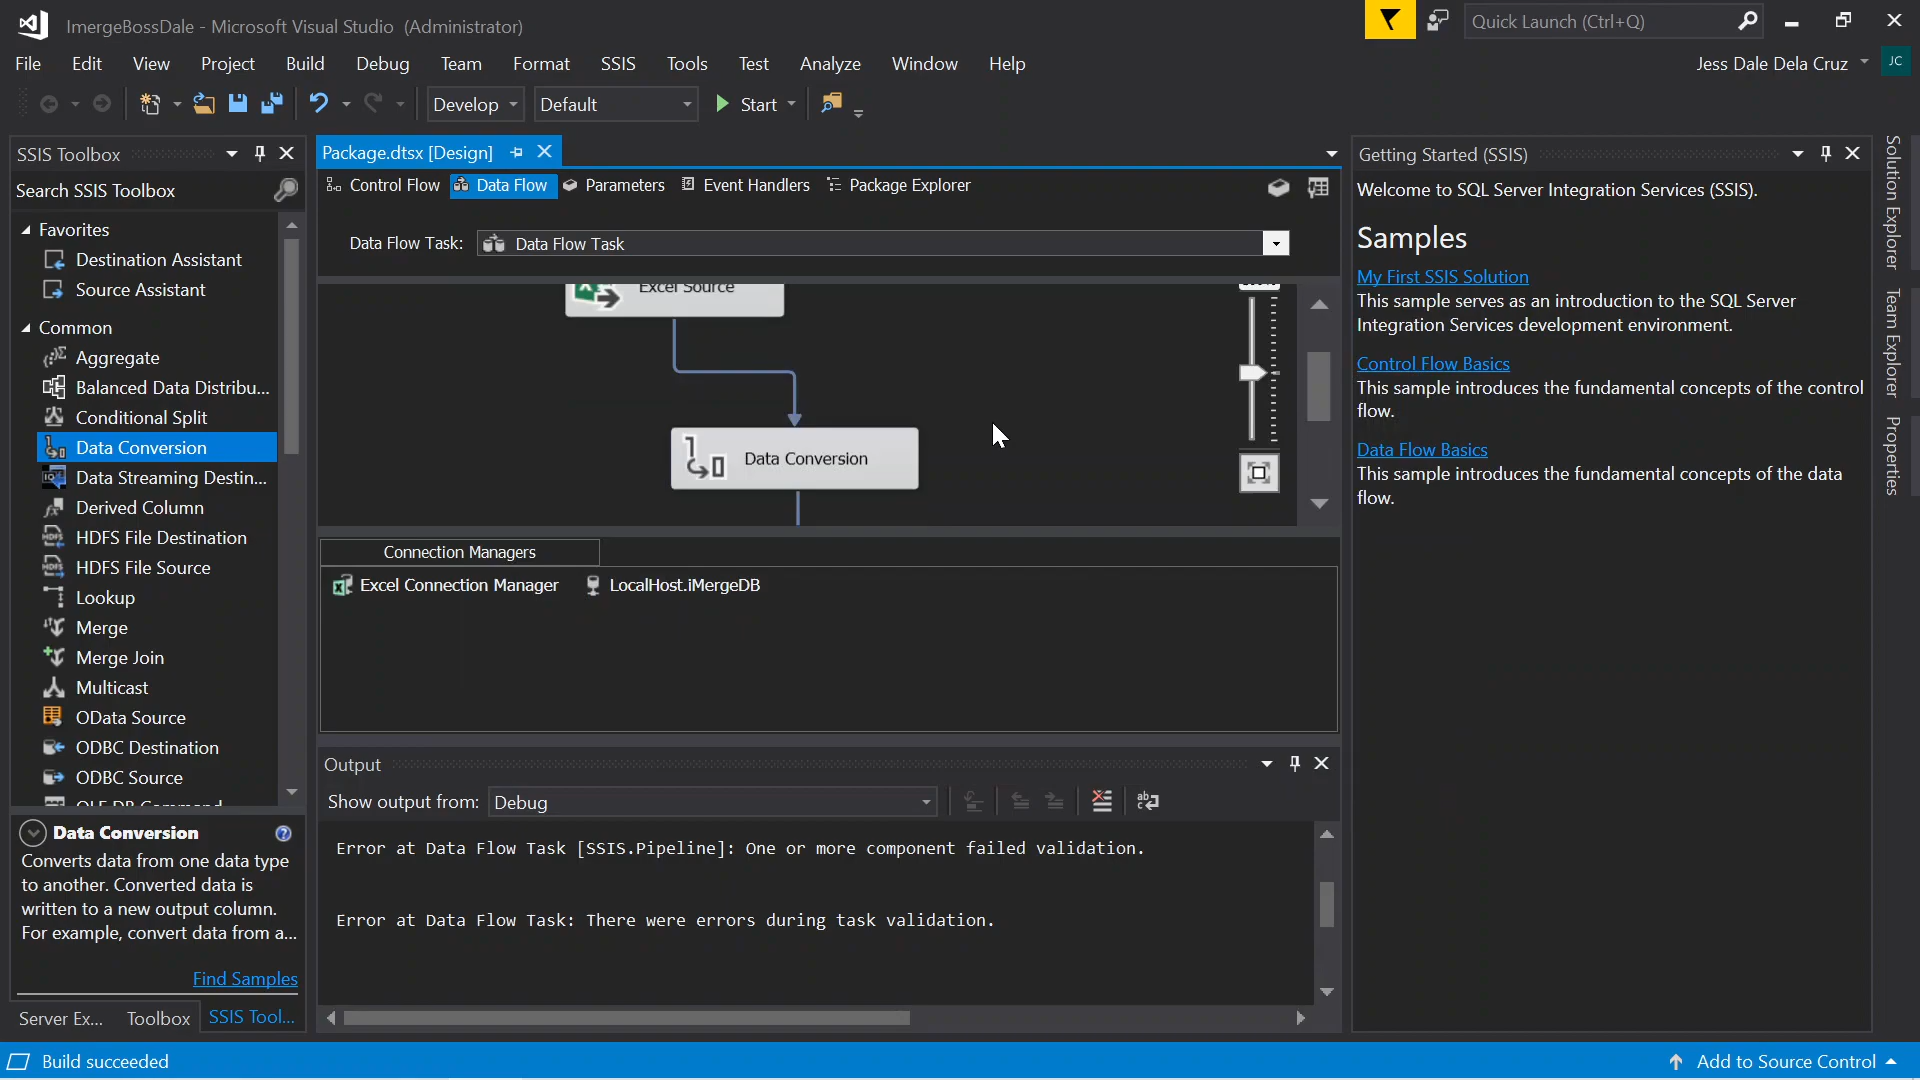 ImergeBossDale - Microsoft Visual Studio (Administrator)
Quick Launch (Ctrl+Q)
File Edit View Project Build Debug Team Format SSIS Tools Test Analyze Window Help
Jess Dale Dela Cruz
JC
Develop
Default
Start
SSIS Toolbox
Search SSIS Toolbox
Favorites
Destination Assistant
Source Assistant
Common
Aggregate
Balanced Data Distribu...
Conditional Split
Data Conversion
Data Streaming Destin...
Derived Column
HDFS File Destination
HDFS File Source
Lookup
Merge
Merge Join
Multicast
OData Source
ODBC Destination
ODBC Source
OLE DB Command
Data Conversion
Converts data from one data type
to another. Converted data is
written to a new output column.
For example, convert data from a...
Find Samples
Server Ex...
Toolbox
SSIS Tool...
Package.dtsx [Design]
Control Flow
Data Flow
Parameters
Event Handlers
Package Explorer
Data Flow Task:
Data Flow Task
Excel Source
Data Conversion
Connection Managers
Excel Connection Manager
LocalHost.iMergeDB
Output
Show output from:
Debug
Error at Data Flow Task [SSIS.Pipeline]: One or more component failed validation.
Error at Data Flow Task: There were errors during task validation.
Getting Started (SSIS)
Welcome to SQL Server Integration Services (SSIS).
Samples
My First SSIS Solution
This sample serves as an introduction to the SQL Server
Integration Services development environment.
Control Flow Basics
This sample introduces the fundamental concepts of the control
flow.
Data Flow Basics
This sample introduces the fundamental concepts of the data
flow.
Solution Explorer
Team Explorer
Properties
Build succeeded
Add to Source Control